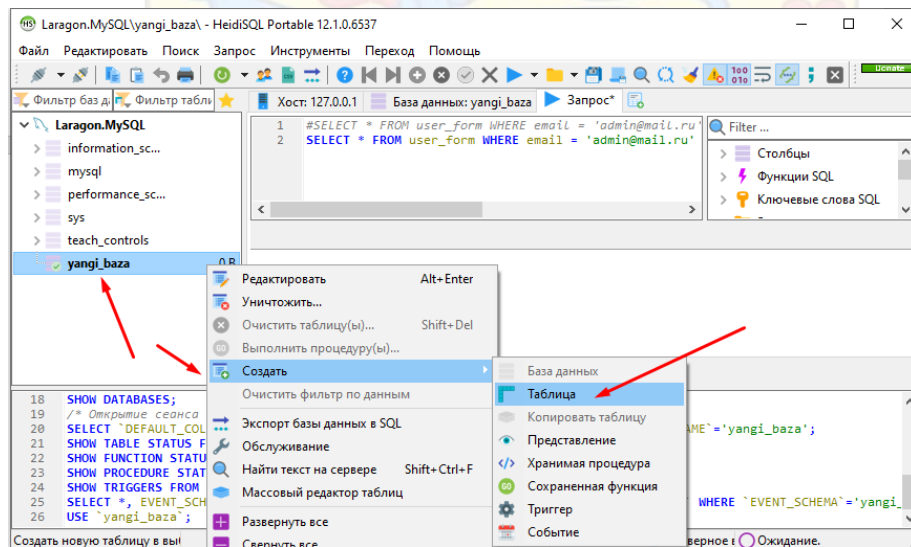 Laragon.MySQL\yangi_baza\ - HeidiSQL Portable 12.1.0.6537
Файл Редактировать Поиск Запрос Инструменты Переход Помощь
Donate
Фильтр баз д Фильтр табли
Хост: 127.0.0.1 База данных: yangi_baza Запрос*
Laragon.MySQL
information_sc...
mysql
performance_sc...
sys
teach_controls
yangi_baza 0 B
1 #SELECT * FROM user_form WHERE email = 'admin@mail.ru'
2 SELECT * FROM user_form WHERE email = 'admin@mail.ru'
Filter ...
Столбцы
Функции SQL
Ключевые слова SQL
Редактировать Alt+Enter
Уничтожить...
Очистить таблицу(ы)... Shift+Del
Выполнить процедуру(ы)...
Создать
Очистить фильтр по данным
Экспорт базы данных в SQL
Обслуживание
Найти текст на сервере Shift+Ctrl+F
Массовый редактор таблиц
Развернуть все
Свернуть все
База данных
Таблица
Копировать таблицу
Представление
Хранимая процедура
Сохраненная функция
Триггер
Событие
18 SHOW DATABASES;
19 /* Открытие сеанса
20 SELECT `DEFAULT_COL AME`='yangi_baza';
21 SHOW TABLE STATUS F
22 SHOW FUNCTION STATU
23 SHOW PROCEDURE STAT
24 SHOW TRIGGERS FROM
25 SELECT *, EVENT_SCH WHERE `EVENT_SCHEMA`='yangi_
26 USE `yangi_baza`;
Создать новую таблицу в вы Ожидание.